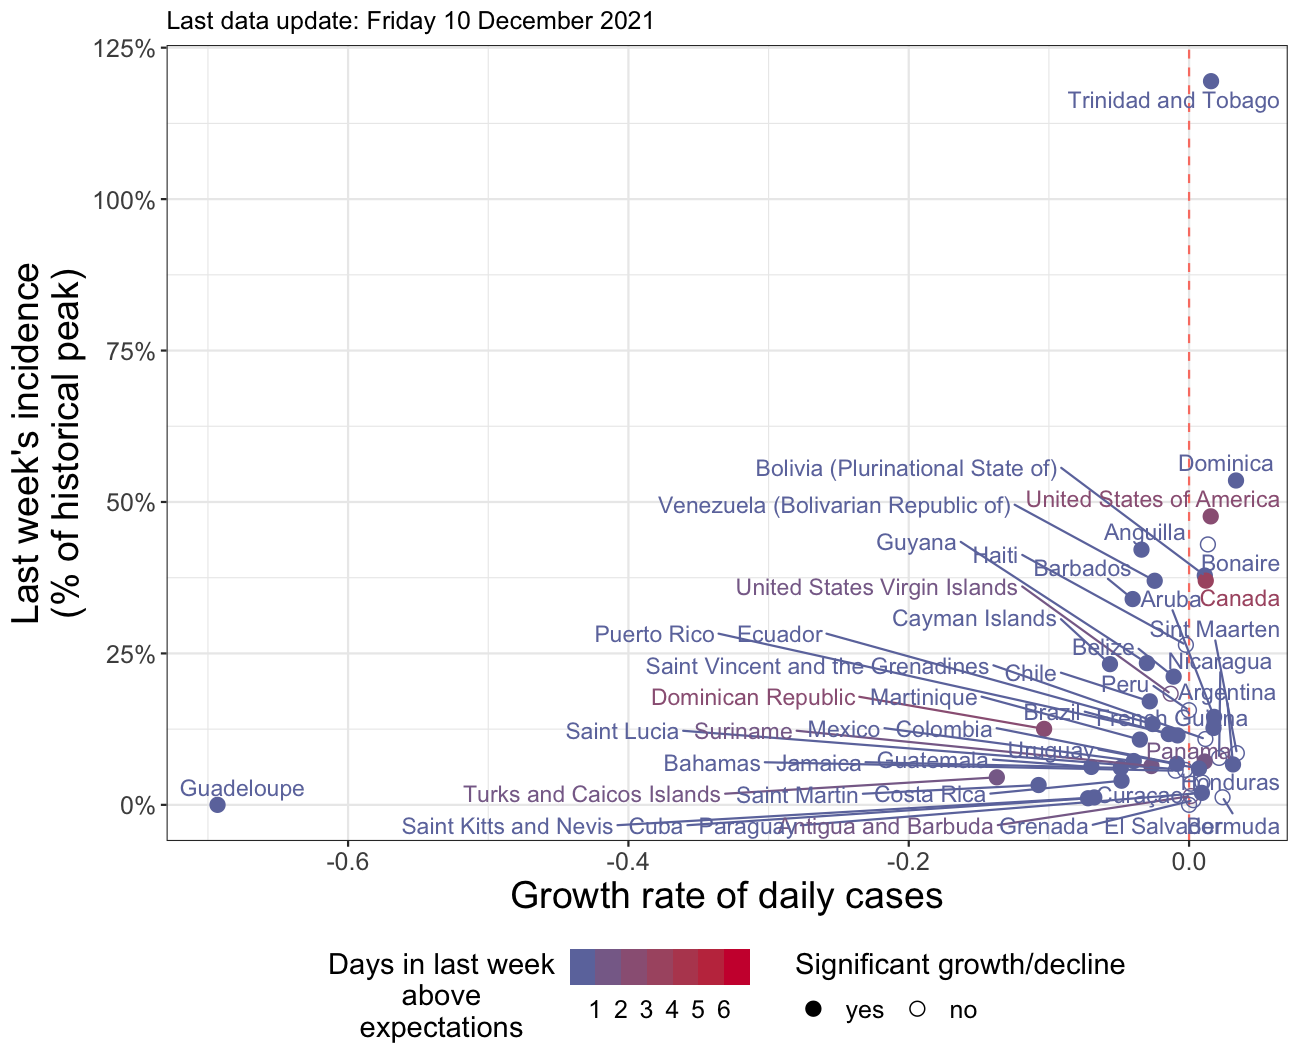 Last data update: Friday 10 December 2021
125%
Trinidad and Tobago
100%
75%
Last week's incidence
(% of historical peak)
Bolivia (Plurinational State of)
Dominica
50%
Venezuela (Bolivarian Republic of)
United States of America
Anguilla
Guyana
Haiti
Bonaire
Barbados
United States Virgin Islands
Aruba
Canada
Cayman Islands
Sint Maarten
Puerto Rico
Ecuador
Belize
25%
Saint Vincent and the Grenadines
Chile
Nicaragua
Peru
Argentina
Dominican Republic
Martinique
Brazil
French Guiana
Saint Lucia
Suriname
Mexico
Colombia
Uruguay
Panama
Bahamas
Jamaica
Guatemala
Guadeloupe
Honduras
Turks and Caicos Islands
Saint Martin
Costa Rica
Curaçao
0%
Saint Kitts and Nevis
Cuba
Paraguay
Antigua and Barbuda
Grenada
El Salvador
Bermuda
-0.6
-0.4
-0.2
0.0
Growth rate of daily cases
Days in last week
above
expectations
1 2 3 4 5 6
Significant growth/decline
yes
no